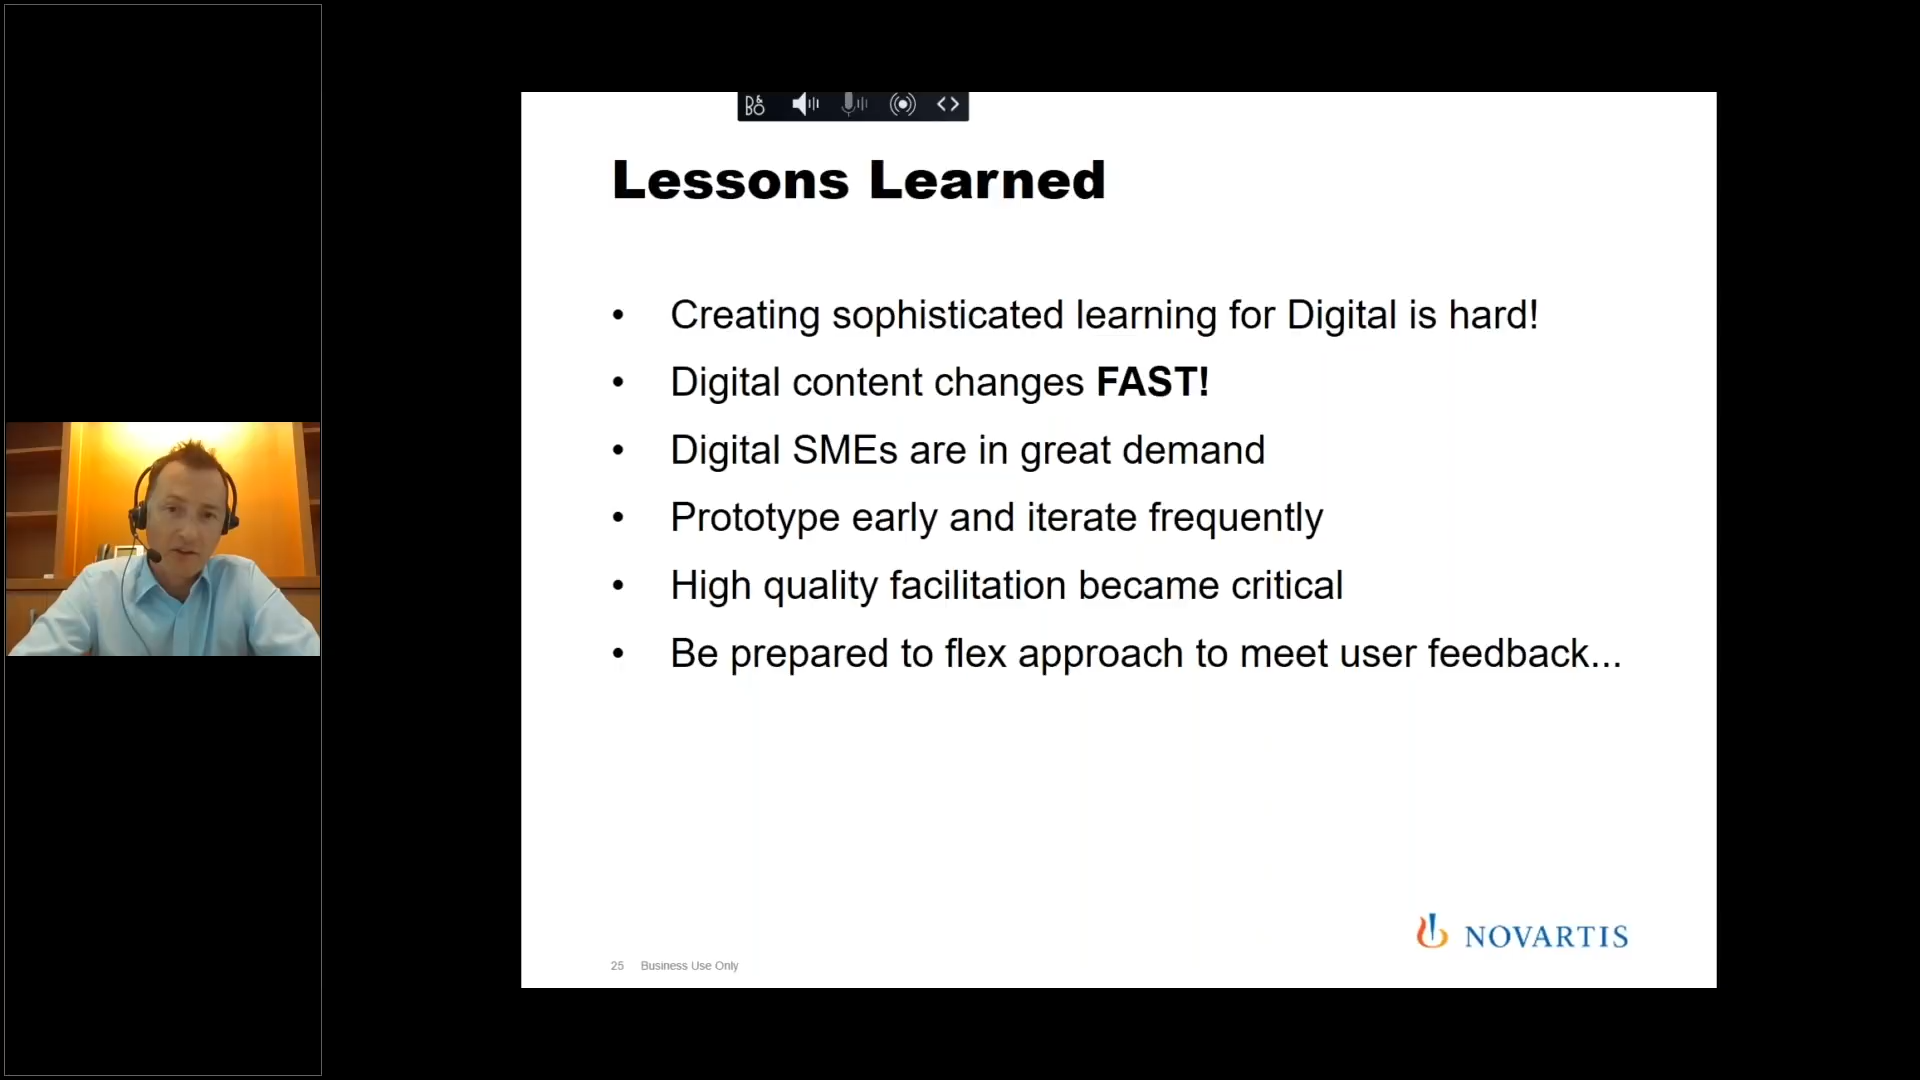 B&O
Lessons Learned
• Creating sophisticated learning for Digital is hard!
• Digital content changes FAST!
• Digital SMEs are in great demand
• Prototype early and iterate frequently
• High quality facilitation became critical
• Be prepared to flex approach to meet user feedback...
NOVARTIS
25 Business Use Only